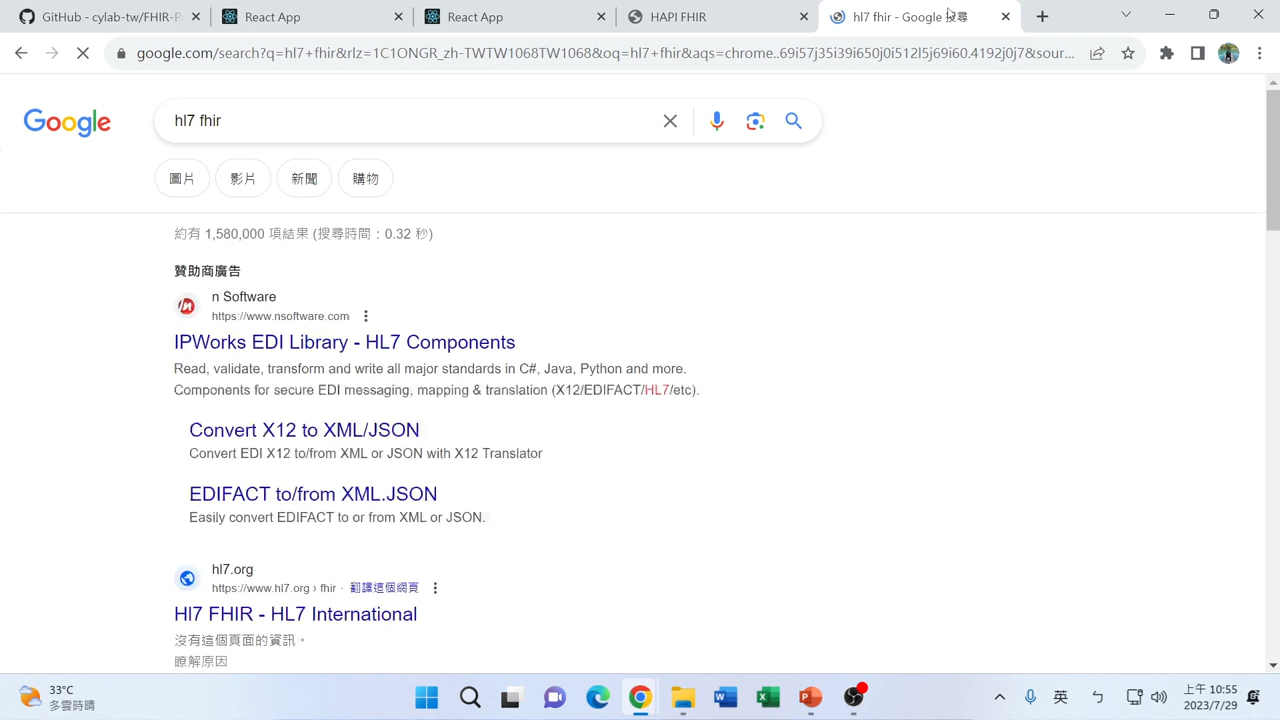 GitHub - cylab-tw/FHIR-P
React App
React App
HAPI FHIR
hl7 fhir - Google 搜尋
google.com/search?q=hl7+fhir&rlz=1C1ONGR_zh-TWTW1068TW1068&oq=hl7+fhir&aqs=chrome..69i57j35i39i650j0i512l5j69i60.4192j0j7&sour...
Google
hl7 fhir
圖片
影片
新聞
購物
約有 1,580,000 項結果 (搜尋時間：0.32 秒)
贊助商廣告
n Software
https://www.nsoftware.com
IPWorks EDI Library - HL7 Components
Read, validate, transform and write all major standards in C#, Java, Python and more.
Components for secure EDI messaging, mapping & translation (X12/EDIFACT/HL7/etc).
Convert X12 to XML/JSON
Convert EDI X12 to/from XML or JSON with X12 Translator
EDIFACT to/from XML.JSON
Easily convert EDIFACT to or from XML or JSON.
hl7.org
https://www.hl7.org › fhir · 翻譯這個網頁
Hl7 FHIR - HL7 International
沒有這個頁面的資訊。
瞭解原因
33°C
多雲時晴
英
ㄅ
上午 10:55
2023/7/29